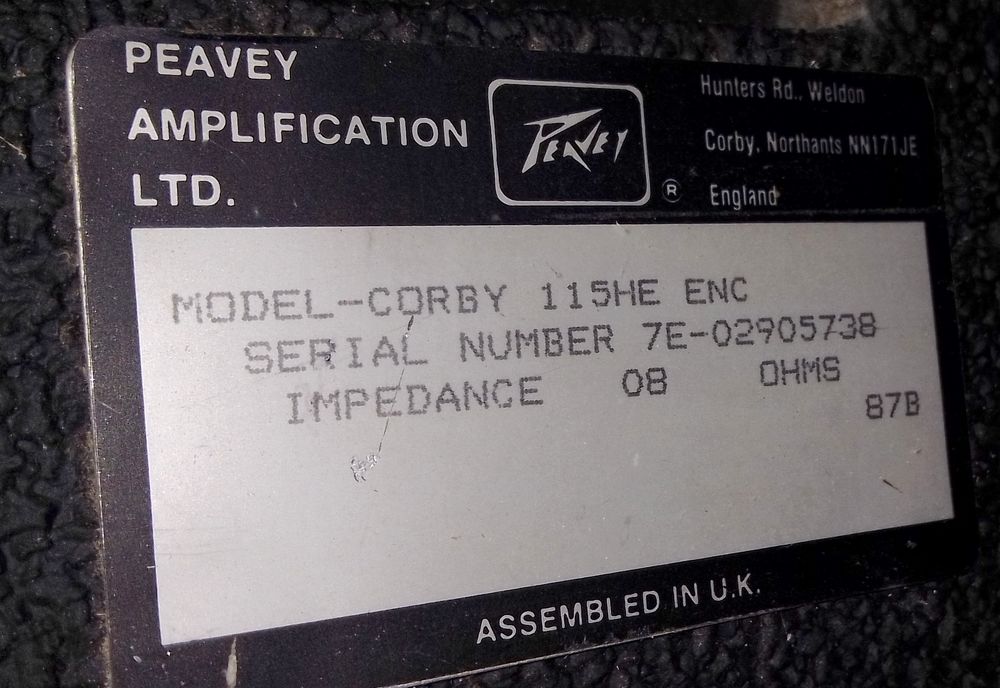 PEAVEY
AMPLIFICATION
LTD.
PEAVEY
®
Hunters Rd., Weldon
Corby, Northants NN171JE
England
MODEL-CORBY 115HE ENC
SERIAL NUMBER 7E-02905738
IMPEDANCE 08 OHMS
87B
ASSEMBLED IN U.K.